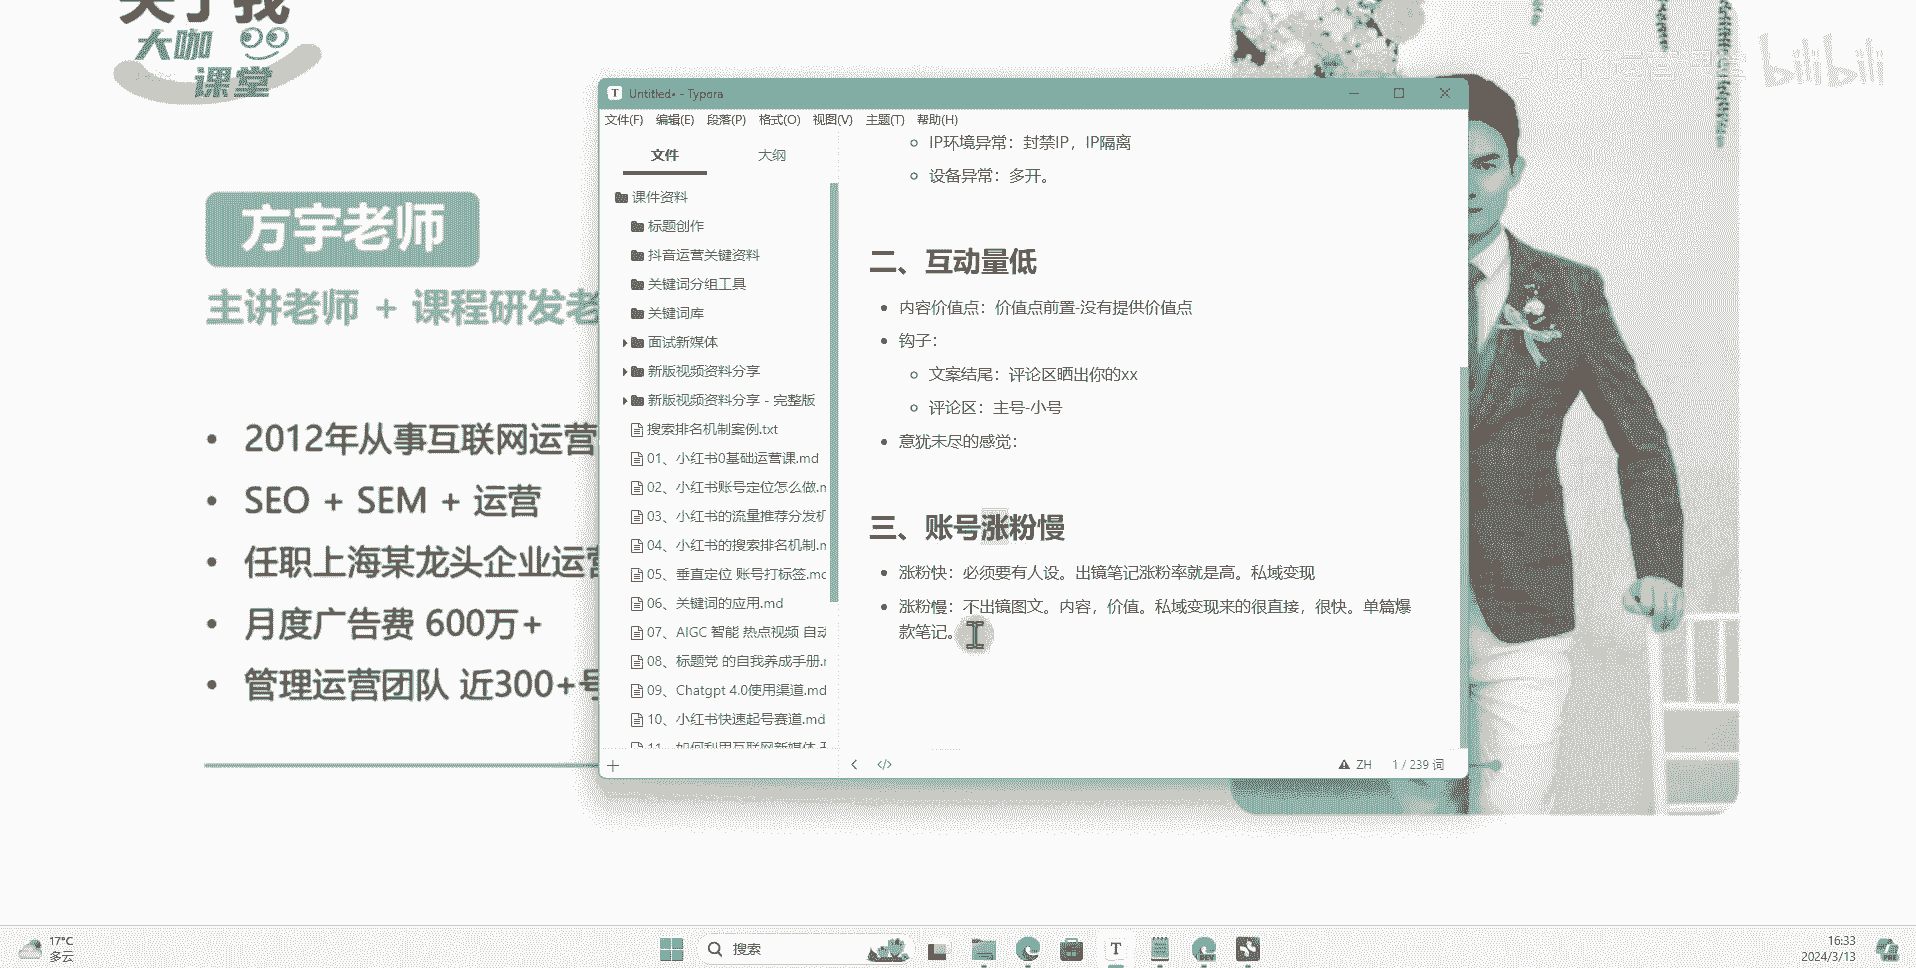 关于我
大咖
课堂
bilibili
方宇老师
主讲老师 + 课程研发老
2012年从事互联网运营
SEO + SEM + 运营
任职上海某龙头企业运营
月度广告费 600万+
管理运营团队 近300+号
Untitled• - Typora
文件(F) 编辑(E) 段落(P) 格式(O) 视图(V) 主题(T) 帮助(H)
文件 大纲
课件资料
标题创作
抖音运营关键资料
关键词分组工具
关键词库
面试新媒体
新版视频资料分享
新版视频资料分享 - 完整版
搜索排名机制案例.txt
01、小红书0基础运营课.md
02、小红书账号定位怎么做.m
03、小红书的流量推荐分发机
04、小红书的搜索排名机制.m
05、垂直定位 账号打标签.mc
06、关键词的应用.md
07、AIGC 智能 热点视频 自动
08、标题党 的自我养成手册.m
09、Chatgpt 4.0使用渠道.md
10、小红书快速起号赛道.md
11、如何利用互联网新媒体
IP环境异常：封禁IP，IP隔离
设备异常：多开。
二、互动量低
内容价值点：价值点前置-没有提供价值点
钩子：
文案结尾：评论区晒出你的xx
评论区：主号-小号
意犹未尽的感觉：
三、账号涨粉慢
涨粉快：必须要有人设。出镜笔记涨粉率就是高。私域变现
涨粉慢：不出镜图文。内容，价值。私域变现来的很直接，很快。单篇爆
款笔记。
ZH 1 / 239 词
17°C
多云
搜索
16:33
2024/3/13